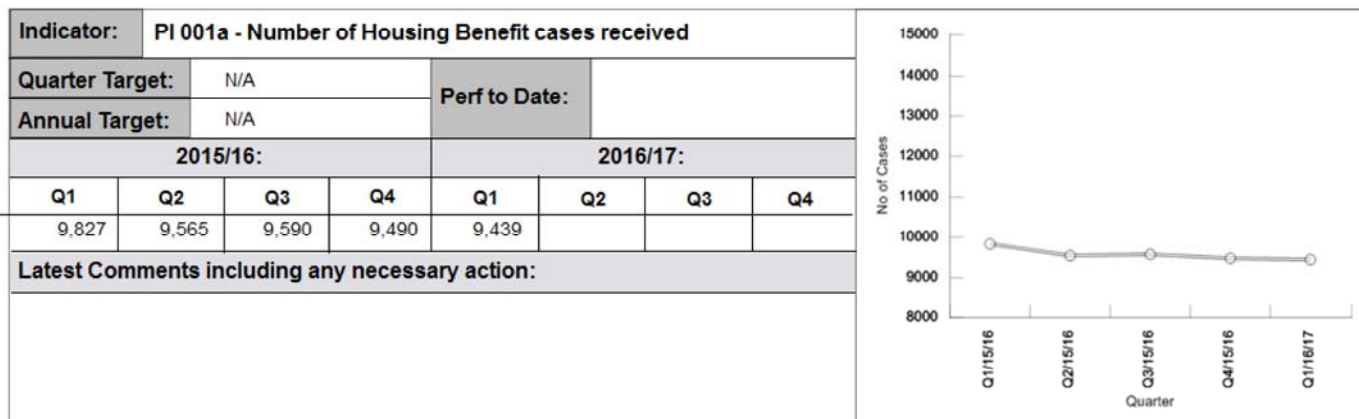 Indicator: PI 001a - Number of Housing Benefit cases received
Quarter Target: N/A
Perf to Date:
Annual Target: N/A
2015/16: 2016/17:
Q1 Q2 Q3 Q4 Q1 Q2 Q3 Q4
9,827 9,565 9,590 9,490 9,439
Latest Comments including any necessary action:
15000
14000
13000
12000
11000
10000
9000
8000
No of Cases
Q1/15/16 Q2/15/16 Q3/15/16 Q4/15/16 Q1/16/17
Quarter